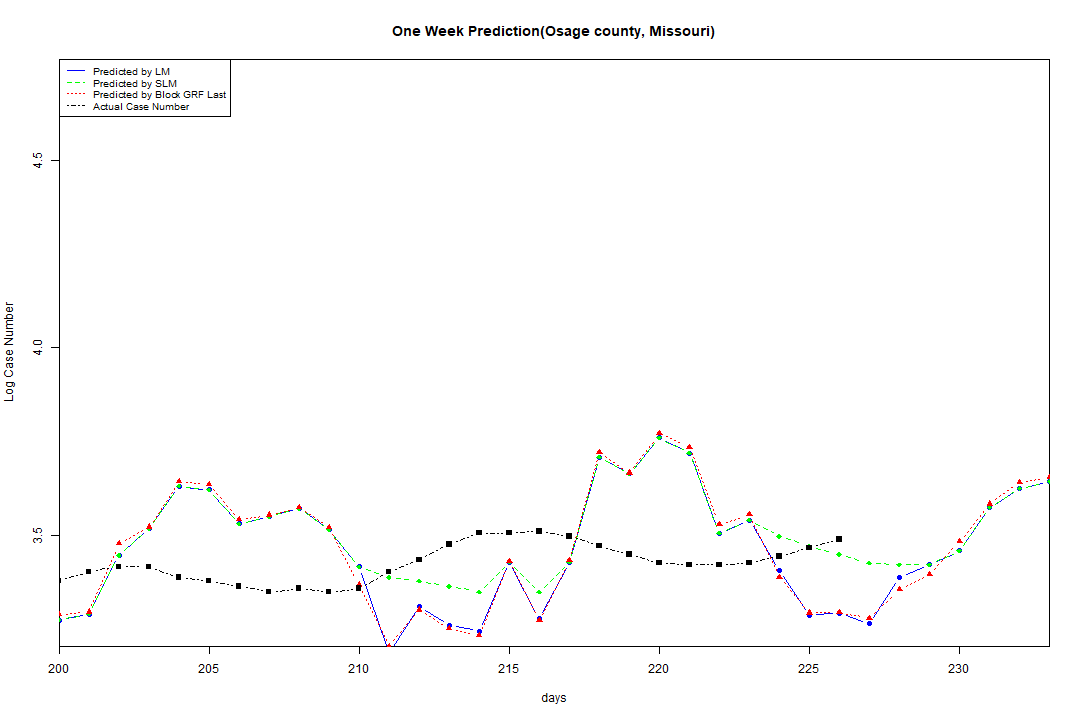 One Week Prediction(Osage county, Missouri)
Predicted by LM
Predicted by SLM
Predicted by Block GRF Last
Actual Case Number
4.5
4.0
3.5
Log Case Number
200 205 210 215 220 225 230
days